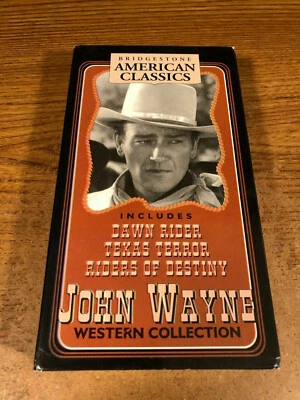 BRIDGESTONE
AMERICAN
CLASSICS
INCLUDES
DAWN RIDER
TEXAS TERROR
RIDERS OF DESTINY
JOHN WAYNE
WESTERN COLLECTION